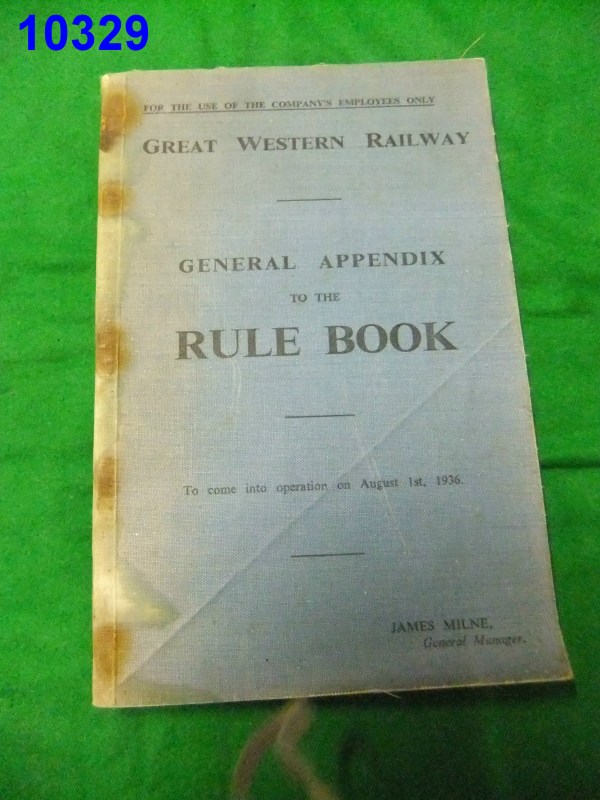 10329
FOR THE USE OF THE COMPANY'S EMPLOYEES ONLY
GREAT WESTERN RAILWAY
GENERAL APPENDIX
TO THE
RULE BOOK
To come into operation on August 1st, 1936.
JAMES MILNE,
General Manager.